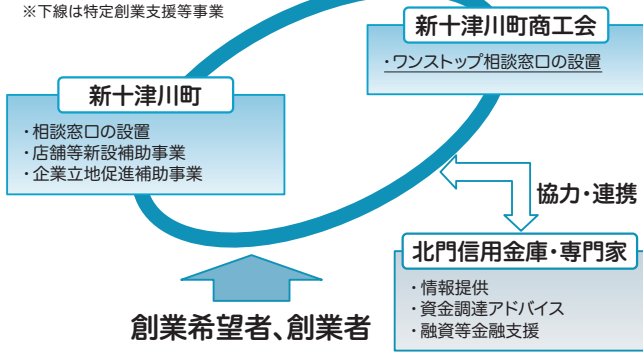 ※下線は特定創業支援等事業
新十津川町商工会
・ワンストップ相談窓口の設置
新十津川町
・相談窓口の設置
・店舗等新設補助事業
・企業立地促進補助事業
協力・連携
北門信用金庫・専門家
・情報提供
・資金調達アドバイス
・融資等金融支援
創業希望者、創業者